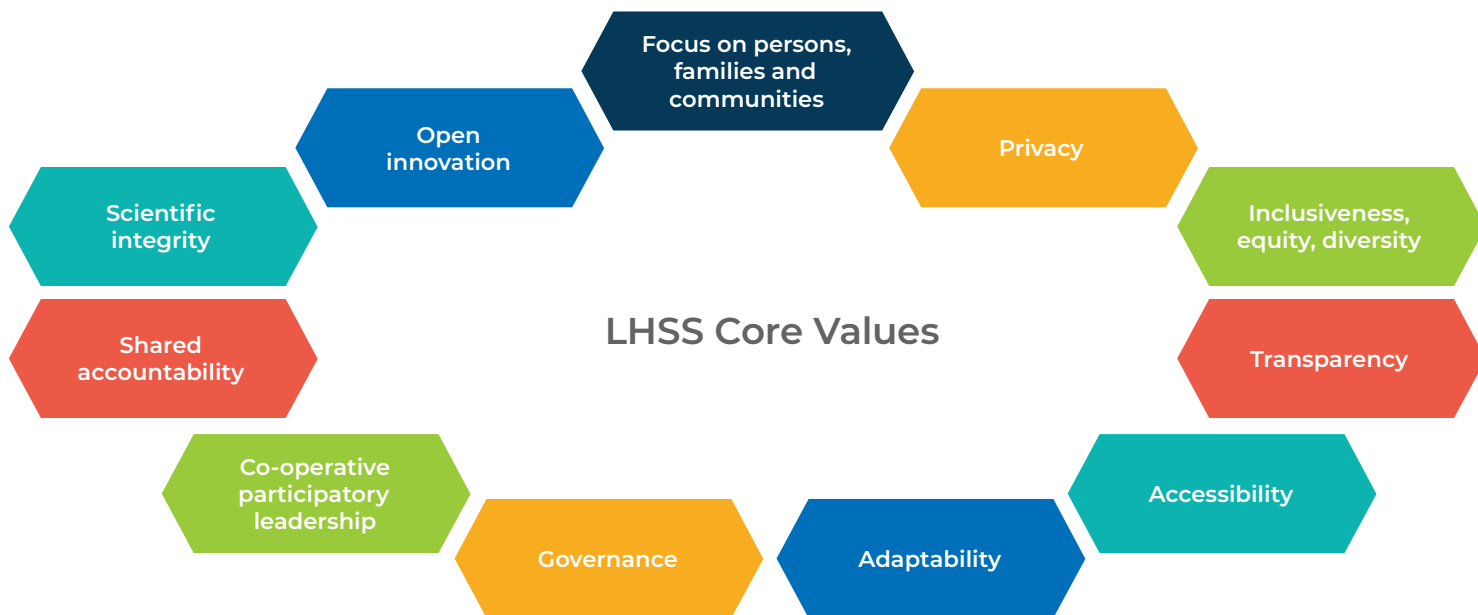 Focus on persons,
families and
communities
Open
innovation
Privacy
Scientific
integrity
Inclusiveness,
equity, diversity
LHSS Core Values
Shared
accountability
Transparency
Co-operative
participatory
leadership
Accessibility
Governance
Adaptability